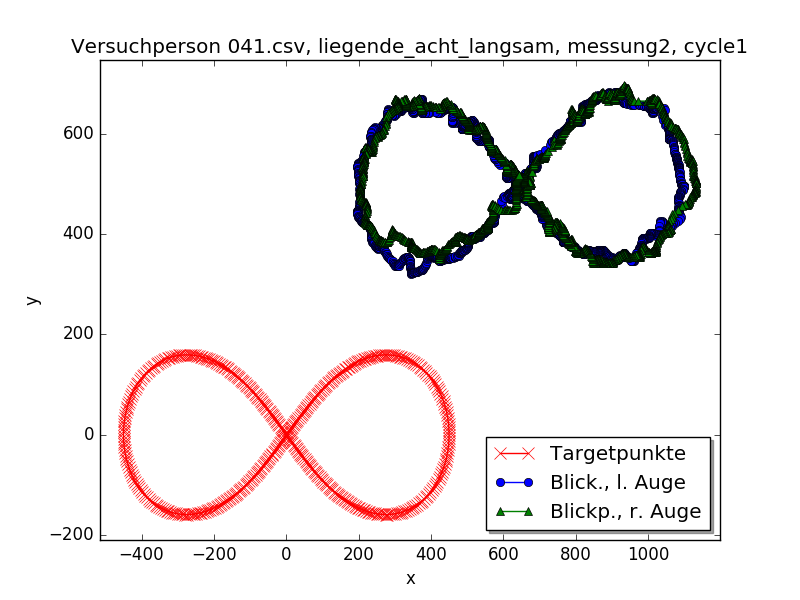 Versuchperson 041.csv, liegende_acht_langsam, messung2, cycle1
y
600
400
200
0
−200
Targetpunkte
Blick., l. Auge
Blickp., r. Auge
−400 −200 0 200 400 600 800 1000
x